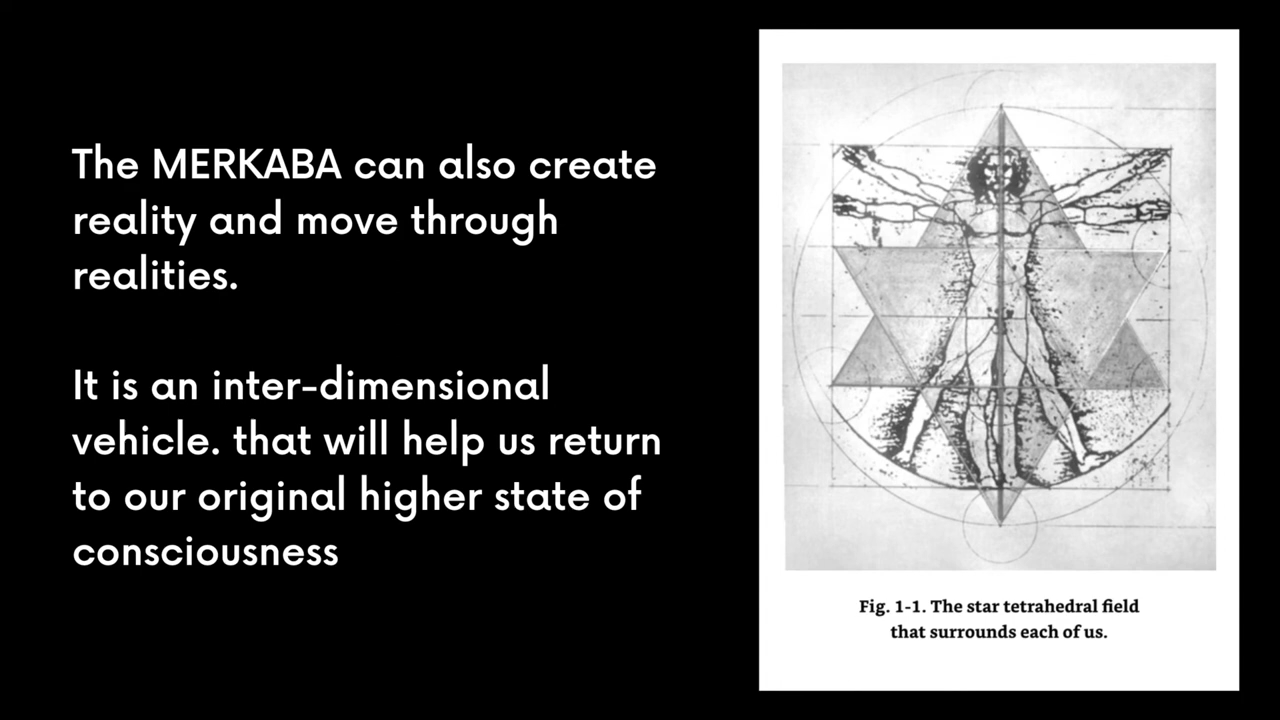 The MERKABA can also create
reality and move through
realities.
It is an inter-dimensional
vehicle. that will help us return
to our original higher state of
consciousness
Fig. 1-1. The star tetrahedral field
that surrounds each of us.